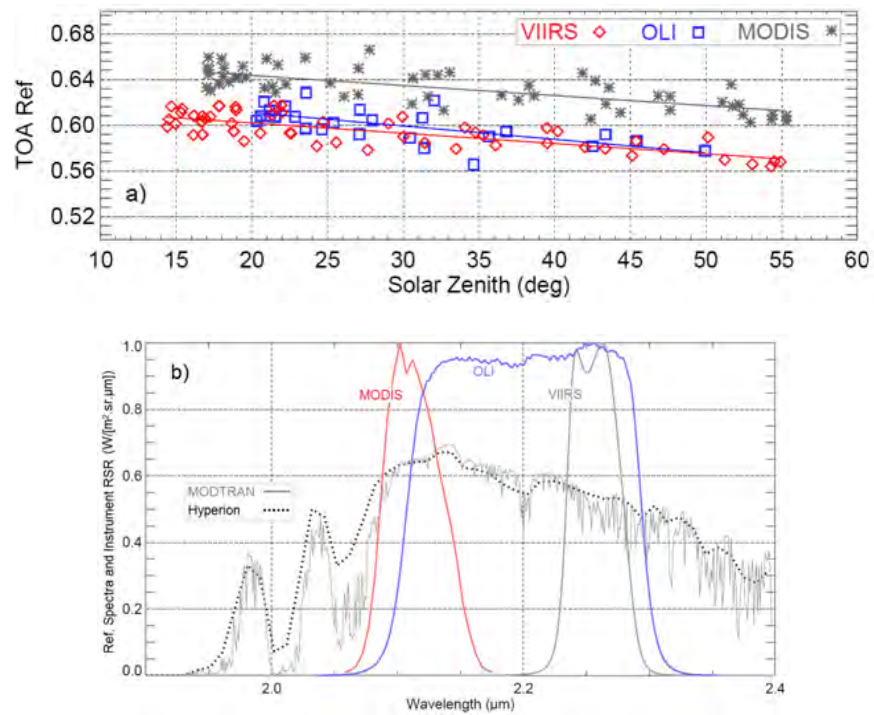 VIIRS OLI MODIS
0.68
0.64
0.60
0.56
0.52
TOA Ref
a)
10 15 20 25 30 35 40 45 50 55 60
Solar Zenith (deg)
b)
1.0
0.8
0.6
0.4
0.2
0.0
Ref, Spectra and Instrument RSR (W/[m².sr.µm])
OLI
MODIS
VIIRS
MODTRAN
Hyperion
2.0 2.2 2.4
Wavelength (µm)